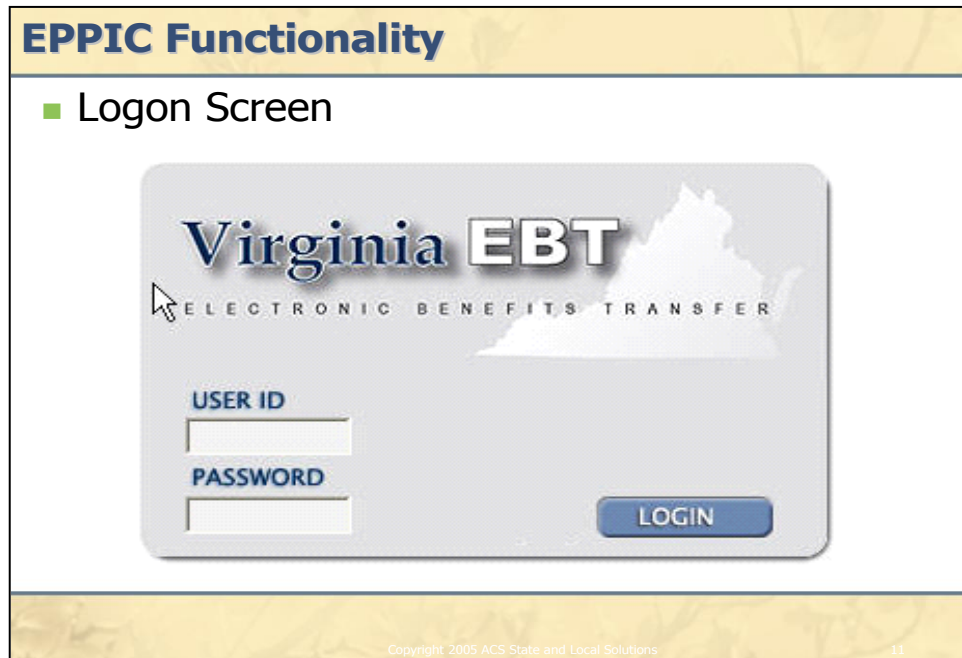 EPPIC Functionality
Logon Screen
Virginia EBT
ELECTRONIC BENEFITS TRANSFER
USER ID
PASSWORD
LOGIN
Copyright 2005 ACS State and Local Solutions
11